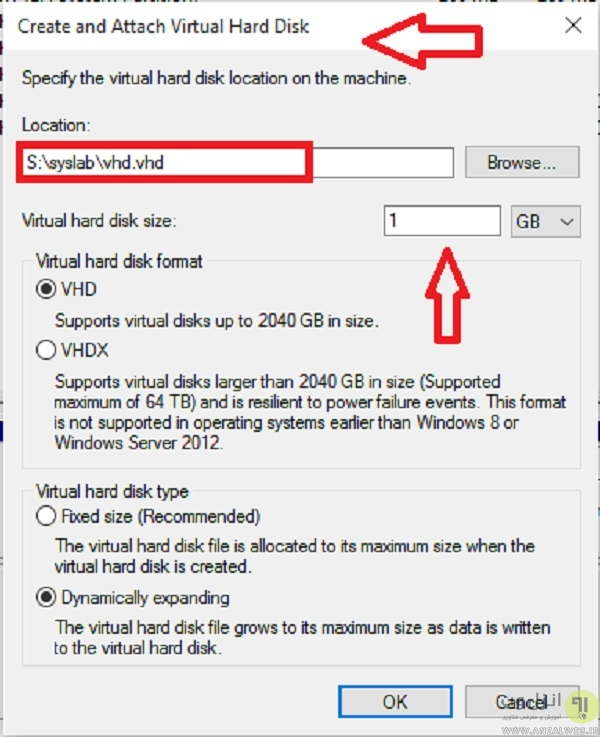 Create and Attach Virtual Hard Disk
Specify the virtual hard disk location on the machine.
Location:
S:\syslab\vhd.vhd
Browse...
Virtual hard disk size:
1
GB
Virtual hard disk format
VHD
Supports virtual disks up to 2040 GB in size.
VHDX
Supports virtual disks larger than 2040 GB in size (Supported
maximum of 64 TB) and is resilient to power failure events. This format
is not supported in operating systems earlier than Windows 8 or
Windows Server 2012.
Virtual hard disk type
Fixed size (Recommended)
The virtual hard disk file is allocated to its maximum size when the
virtual hard disk is created.
Dynamically expanding
The virtual hard disk file grows to its maximum size as data is written
to the virtual hard disk.
OK
Cancel
آموزش و معرفی فناوری
WWW.ANZALWEB.IR